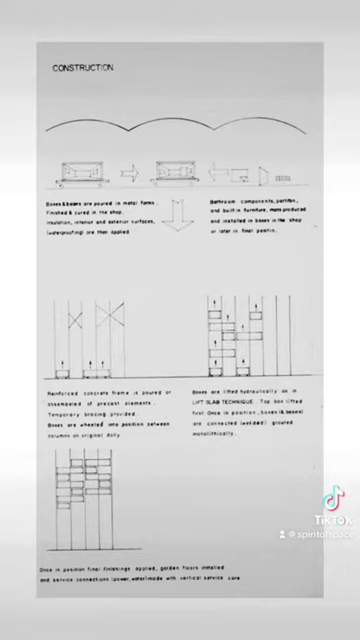 CONSTRUCTION
Boxes & beams are poured in metal forms.
Finished & cured in the shop.
Insulation, interior and exterior surfaces,
(waterproofing) are then applied
Bathroom components, partition,
and built-in furniture, mass produced
and installed in boxes in the shop
or later in final positin.
Reinforced concrete frame is poured or
assembled of precast elements.
Temporary bracing provided.
Boxes are wheeled into position between
columns on original dolly
Boxes are lifted hydraulically as in
LIFT SLAB TECHNIQUE. Top box lifted
first. Once in position, boxes (& beams)
are connected (welded) grouted
monolithically.
Once in position final finishings applied, garden floors installed
and service connections (power, water) made with vertical service core
TikTok
@spiritofspace